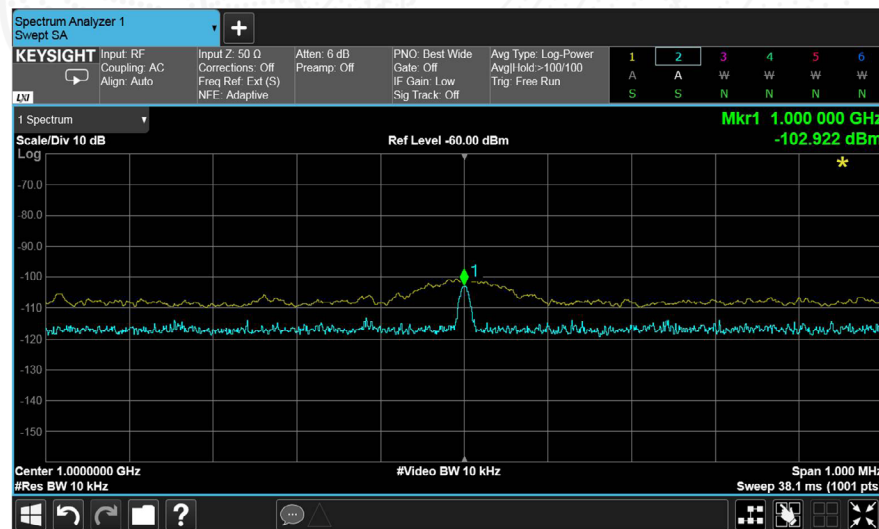 Spectrum Analyzer 1
Swept SA
+
KEYSIGHT
Input: RF
Coupling: AC
Align: Auto
LXI
Input Z: 50 Ω
Corrections: Off
Freq Ref: Ext (S)
NFE: Adaptive
Atten: 6 dB
Preamp: Off
PNO: Best Wide
Gate: Off
IF Gain: Low
Sig Track: Off
Avg Type: Log-Power
Avg|Hold:>100/100
Trig: Free Run
1 2 3 4 5 6
A A W W W W
S S N N N N
1 Spectrum
Mkr1 1.000 000 GHz
Scale/Div 10 dB
Ref Level -60.00 dBm
-102.922 dBm
Log
*
-70.0
-80.0
-90.0
1
-100
-110
-120
-130
-140
-150
Center 1.0000000 GHz
#Video BW 10 kHz
Span 1.000 MHz
#Res BW 10 kHz
Sweep 38.1 ms (1001 pts
?